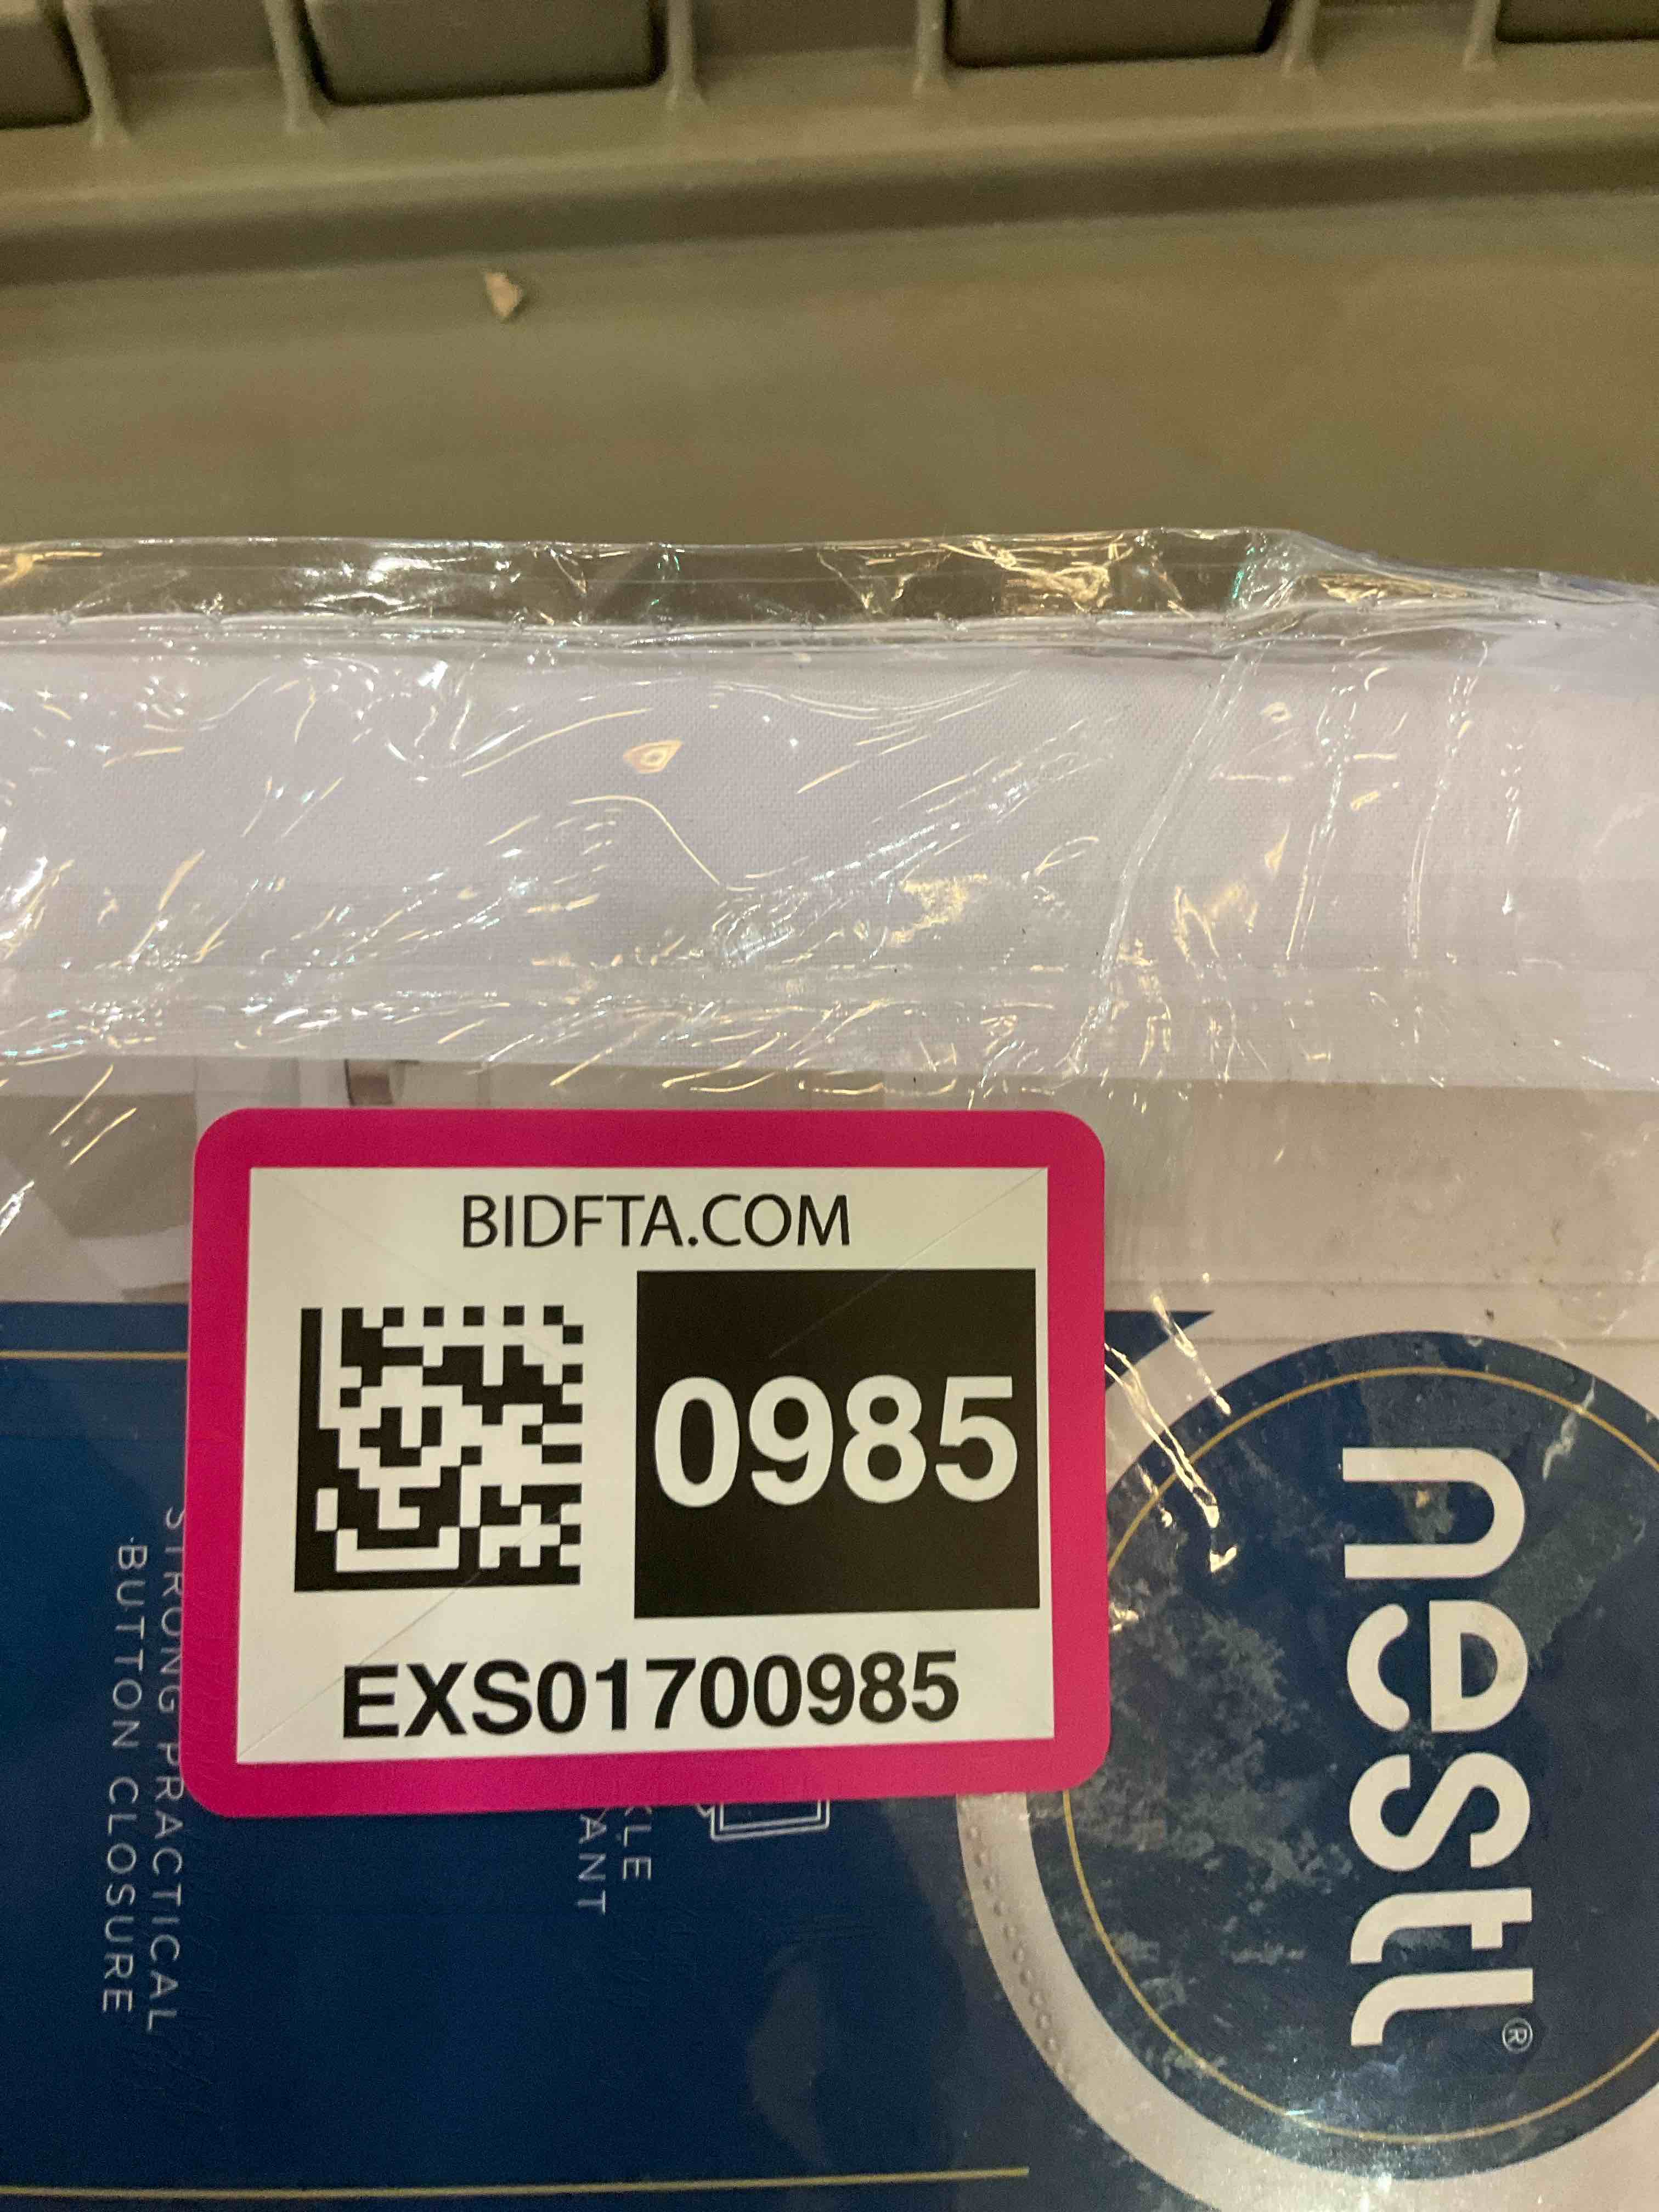 BIDFTA.COM
0985
EXS01700985
nestl®
STRONG PRACTICAL
BUTTON CLOSURE